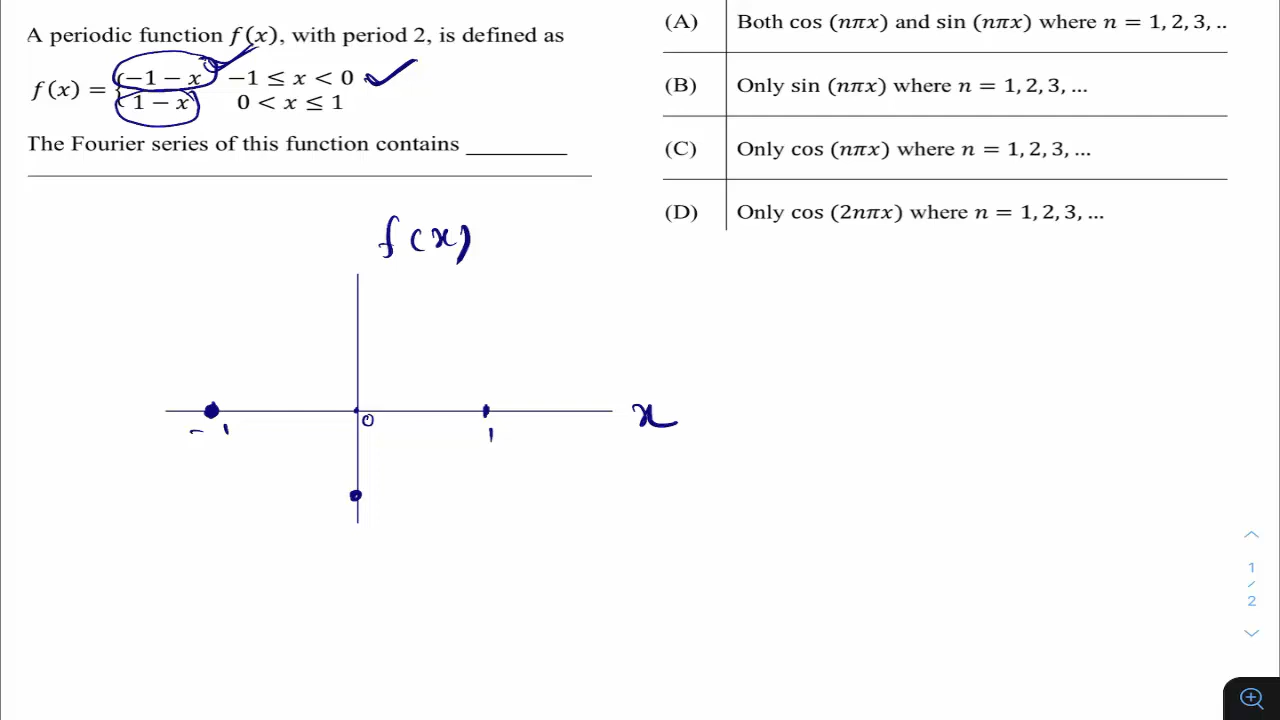 A periodic function f(x), with period 2, is defined as
f(x) = { −1 − x −1 ≤ x < 0
1 − x 0 < x ≤ 1
The Fourier series of this function contains ________
(A) Both cos (nπx) and sin (nπx) where n = 1, 2, 3, ..
(B) Only sin (nπx) where n = 1, 2, 3, ...
(C) Only cos (nπx) where n = 1, 2, 3, ...
(D) Only cos (2nπx) where n = 1, 2, 3, ...
f(x)
-1 0 1 x
1
/
2